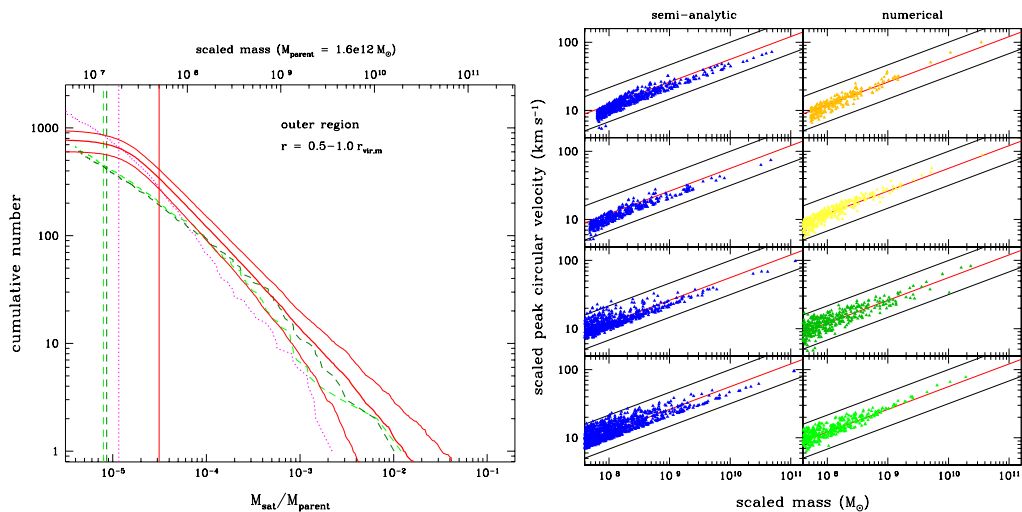 scaled mass (M_parent = 1.6e12 M_⊙)
10^7 10^8 10^9 10^10 10^11
outer region
r = 0.5–1.0 r_vir,m
cumulative number
1000
100
10
1
10^-5 10^-4 10^-3 10^-2 10^-1
M_sat/M_parent
semi-analytic numerical
scaled peak circular velocity (km s^-1)
100
10
100
10
100
10
100
10
10^8 10^9 10^10 10^11 10^8 10^9 10^10 10^11
scaled mass (M_⊙)